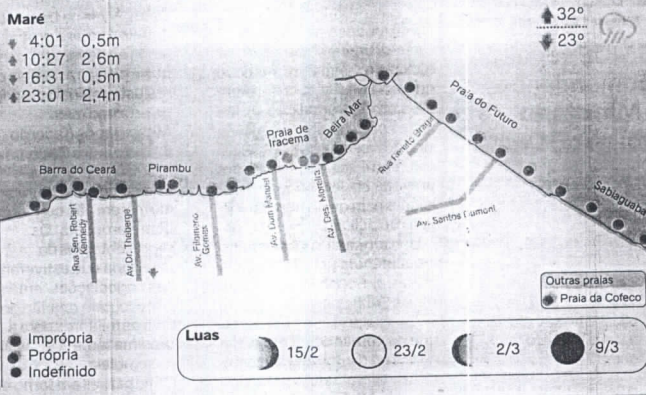 Maré
4:01 0,5m
10:27 2,6m
16:31 0,5m
23:01 2,4m
32º
23º
Barra do Ceará
Pirambu
Praia de
Iracema
Beira Mar
Praia do Futuro
Sabiaguaba
Rua Sen. Robert
Kennedy
Av. Dr. Theberge
Av. Filomeno
Gomes
Av. Dom Manoel
Av. Des. Moreira
Av. Santos Dumont
Outras praias
Praia da Cofeco
Imprópria
Própria
Indefinido
Luas
15/2
23/2
2/3
9/3